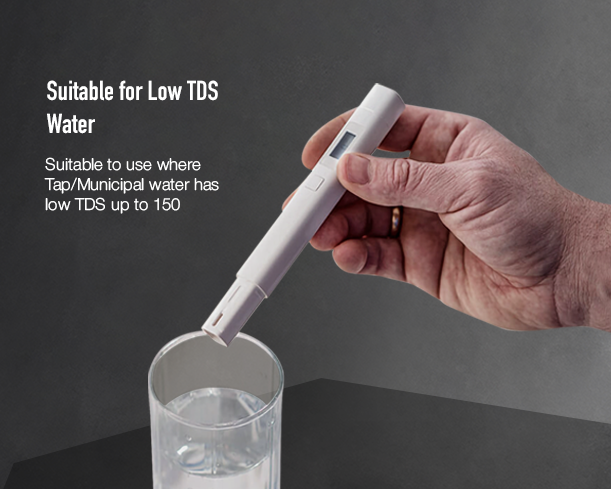 Suitable for Low TDS
Water
Suitable to use where
Tap/Municipal water has
low TDS up to 150